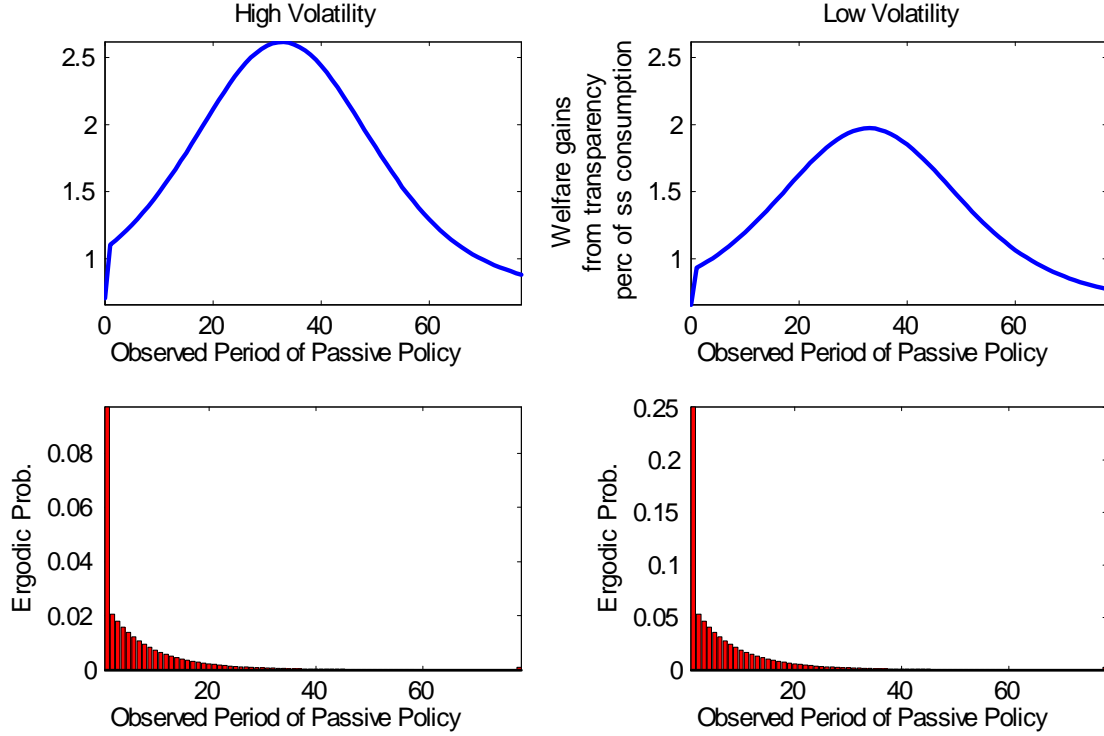 High Volatility
2.5
2
1.5
1
0 20 40 60
Observed Period of Passive Policy
Low Volatility
Welfare gains
from transparency
perc of ss consumption
2.5
2
1.5
1
0 20 40 60
Observed Period of Passive Policy
Ergodic Prob.
0.08
0.06
0.04
0.02
0
20 40 60
Observed Period of Passive Policy
Ergodic Prob.
0.25
0.2
0.15
0.1
0.05
0
20 40 60
Observed Period of Passive Policy